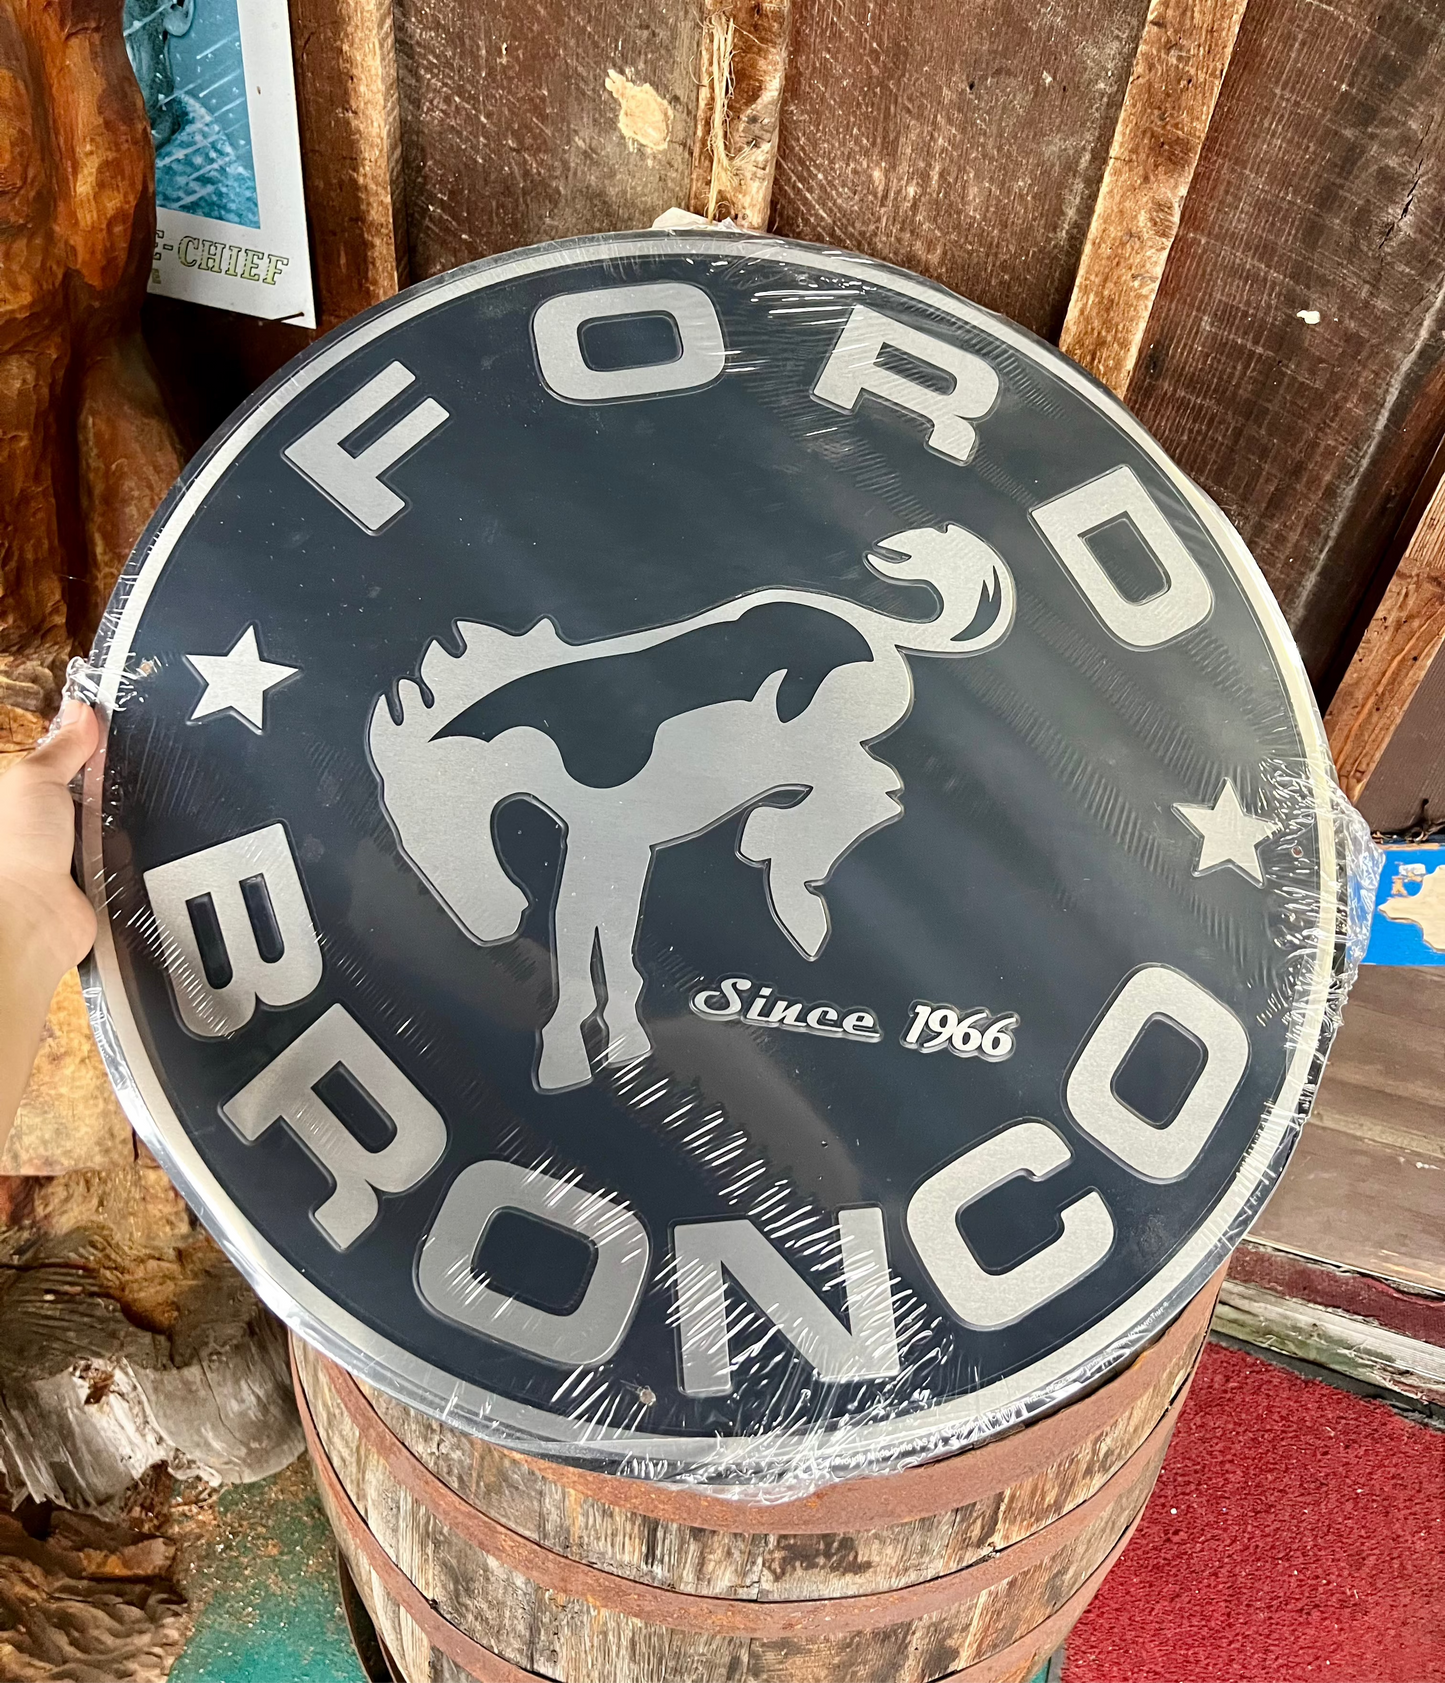 E-CHIEF
FORD
Since 1966
BRONCO